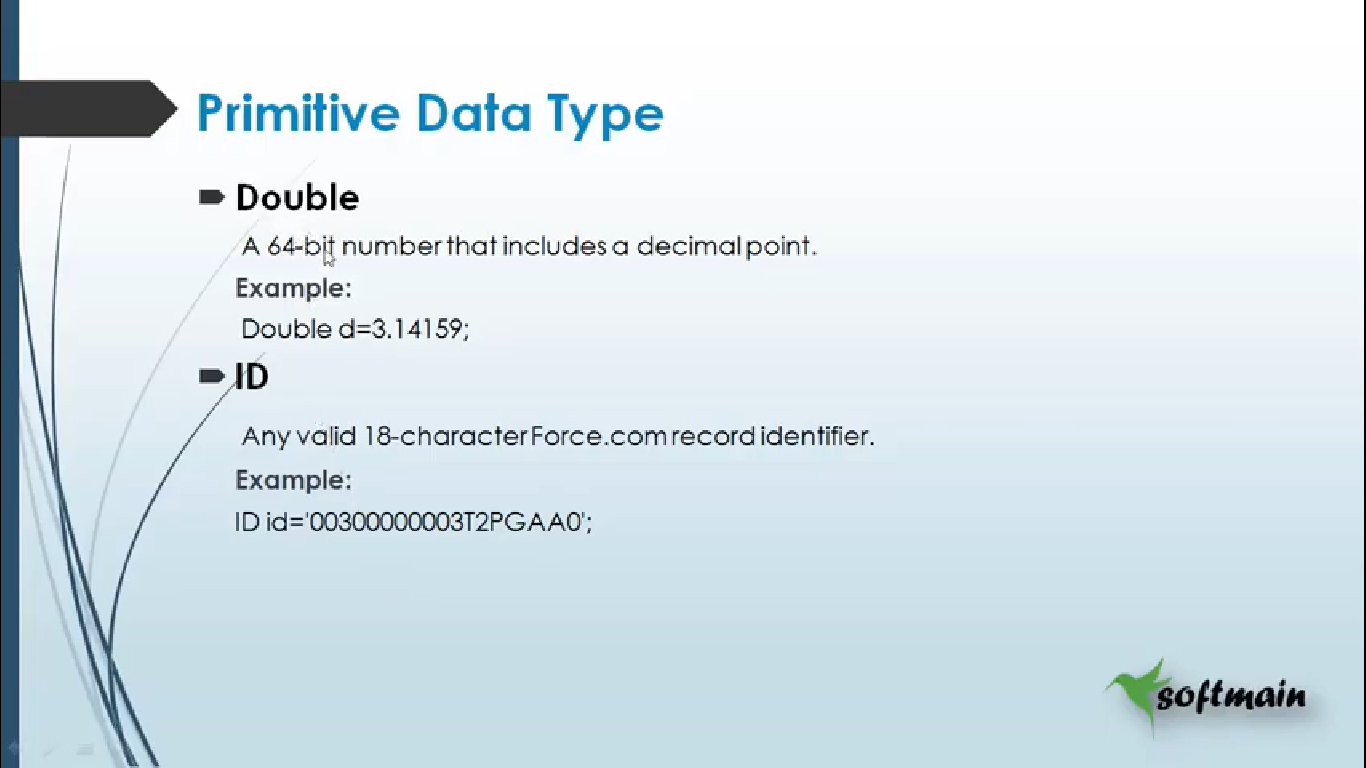 Primitive Data Type
Double
A 64-bit number that includes a decimal point.
Example:
Double d=3.14159;
ID
Any valid 18-character Force.com record identifier.
Example:
ID id='00300000003T2PGAA0';
softmain